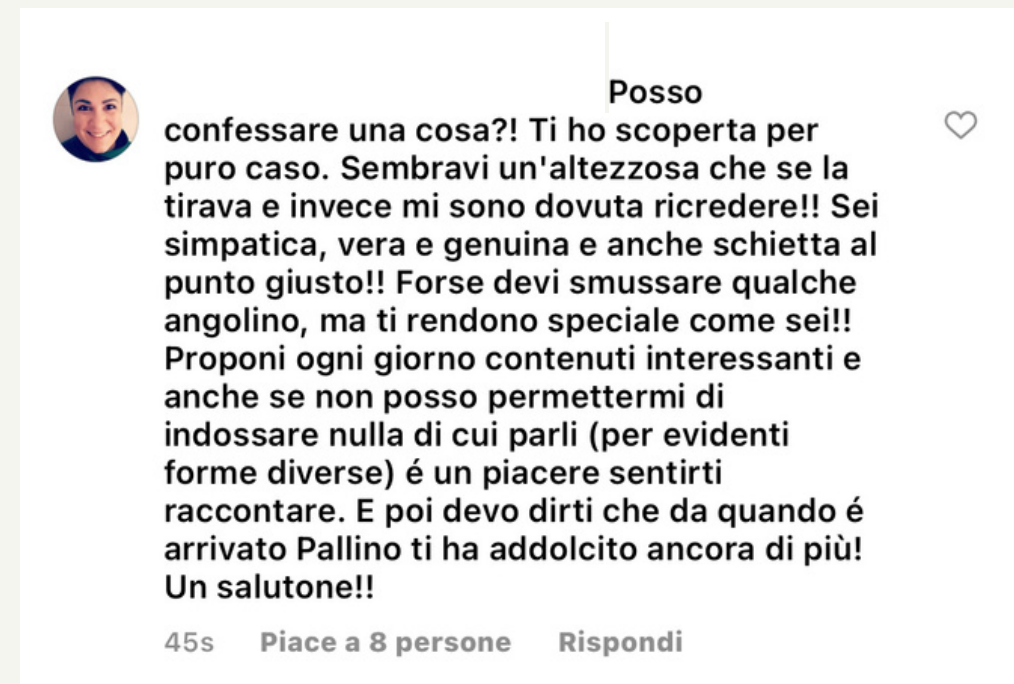 Posso
confessare una cosa?! Ti ho scoperta per
puro caso. Sembravi un'altezzosa che se la
tirava e invece mi sono dovuta ricredere!! Sei
simpatica, vera e genuina e anche schietta al
punto giusto!! Forse devi smussare qualche
angolino, ma ti rendono speciale come sei!!
Proponi ogni giorno contenuti interessanti e
anche se non posso permettermi di
indossare nulla di cui parli (per evidenti
forme diverse) é un piacere sentirti
raccontare. E poi devo dirti che da quando é
arrivato Pallino ti ha addolcito ancora di più!
Un salutone!!
45s Piace a 8 persone Rispondi